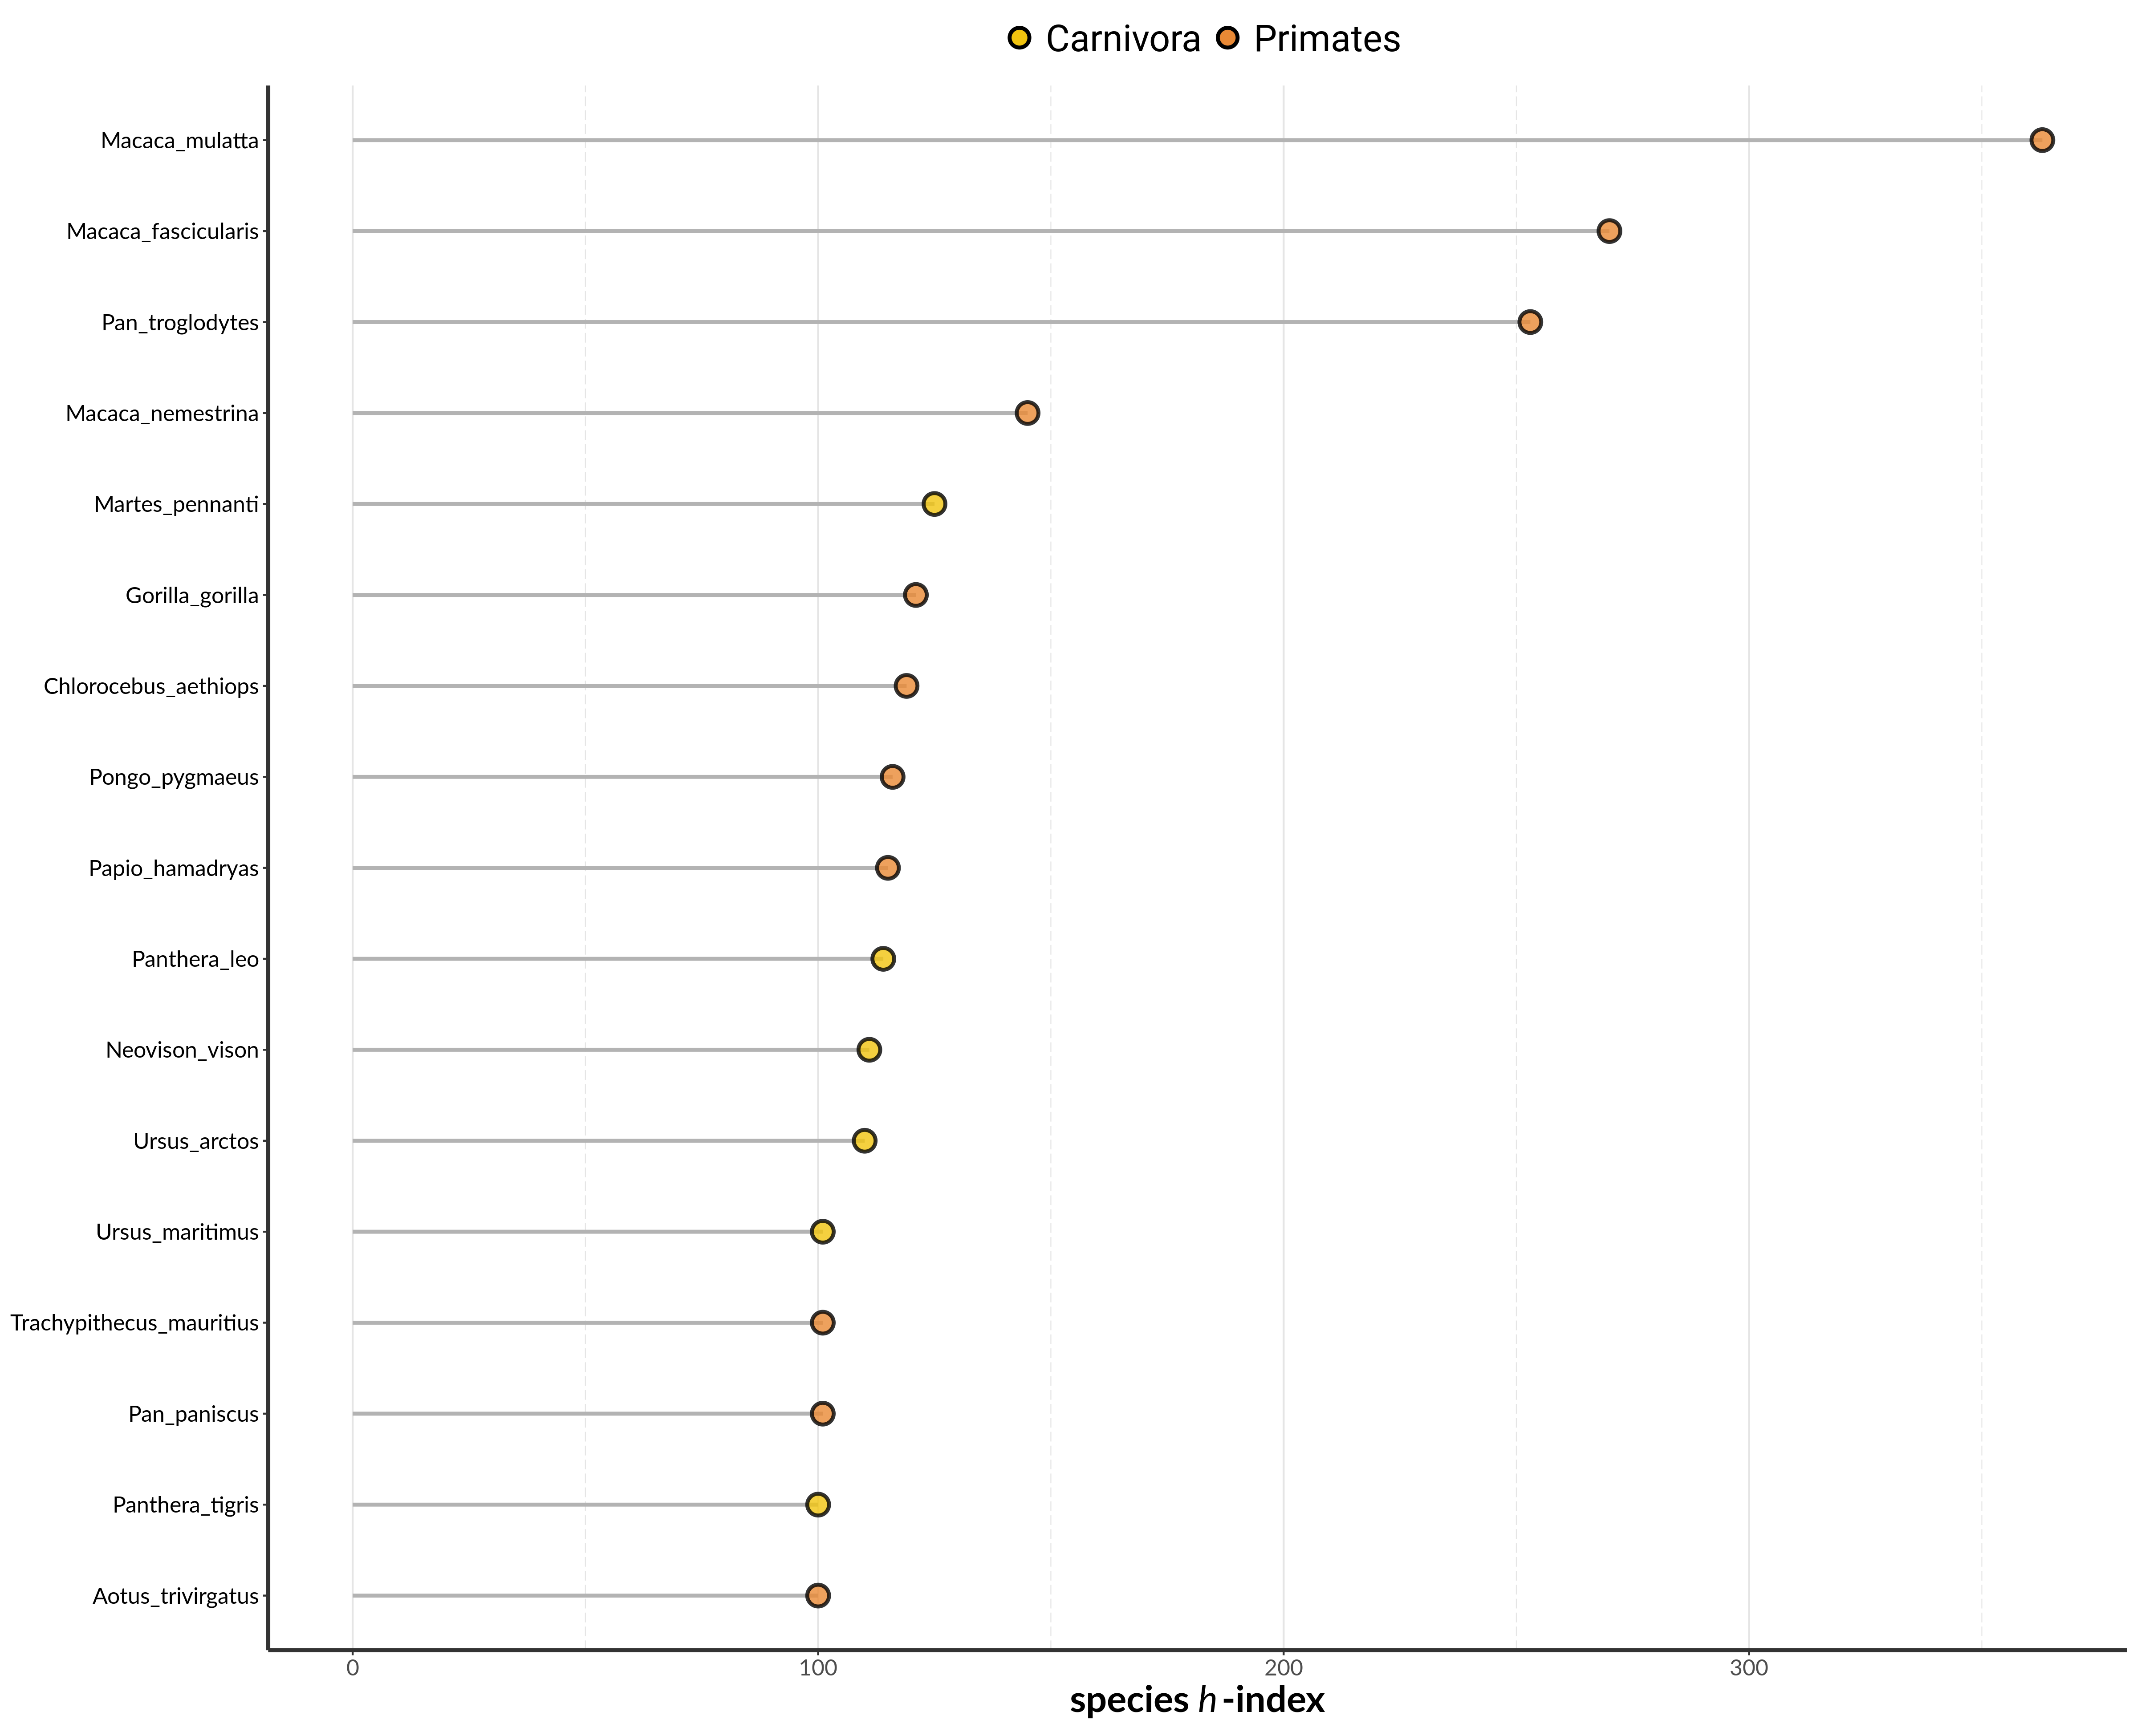 Carnivora Primates
Macaca_mulatta
Macaca_fascicularis
Pan_troglodytes
Macaca_nemestrina
Martes_pennanti
Gorilla_gorilla
Chlorocebus_aethiops
Pongo_pygmaeus
Papio_hamadryas
Panthera_leo
Neovison_vison
Ursus_arctos
Ursus_maritimus
Trachypithecus_mauritius
Pan_paniscus
Panthera_tigris
Aotus_trivirgatus
0 100 200 300
species h-index